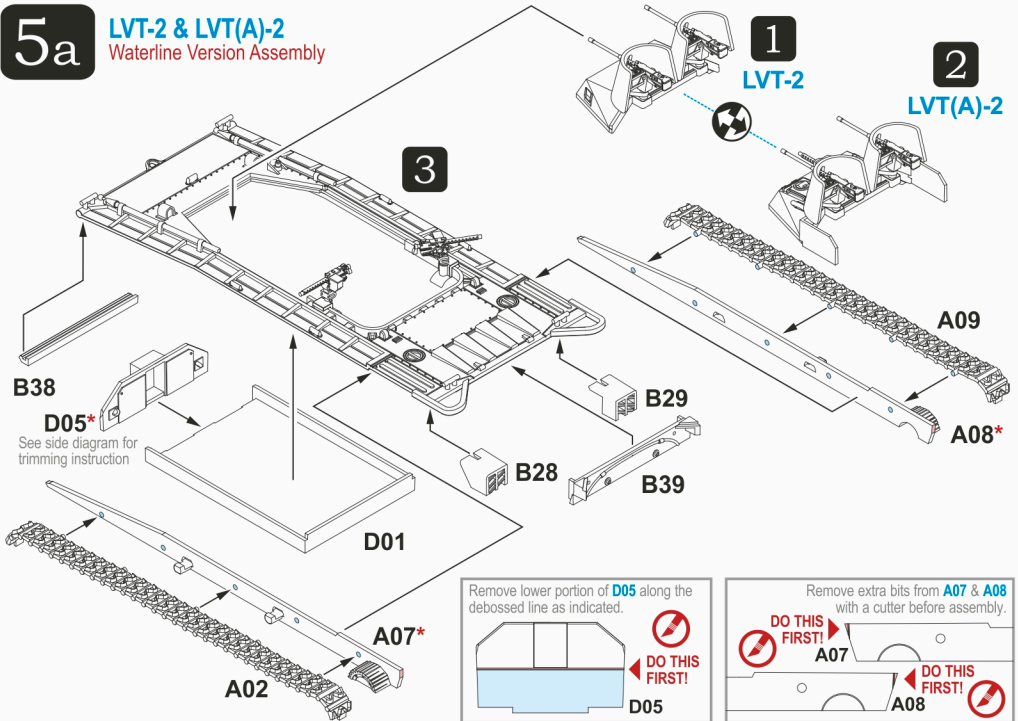 5a
LVT-2 & LVT(A)-2
Waterline Version Assembly
1
LVT-2
2
LVT(A)-2
3
A09
B38
D05*
See side diagram for
trimming instruction
B29
A08*
B28
B39
D01
A07*
A02
Remove lower portion of D05 along the
debossed line as indicated.
DO THIS
FIRST!
D05
Remove extra bits from A07 & A08
with a cutter before assembly.
DO THIS
FIRST!
A07
DO THIS
FIRST!
A08